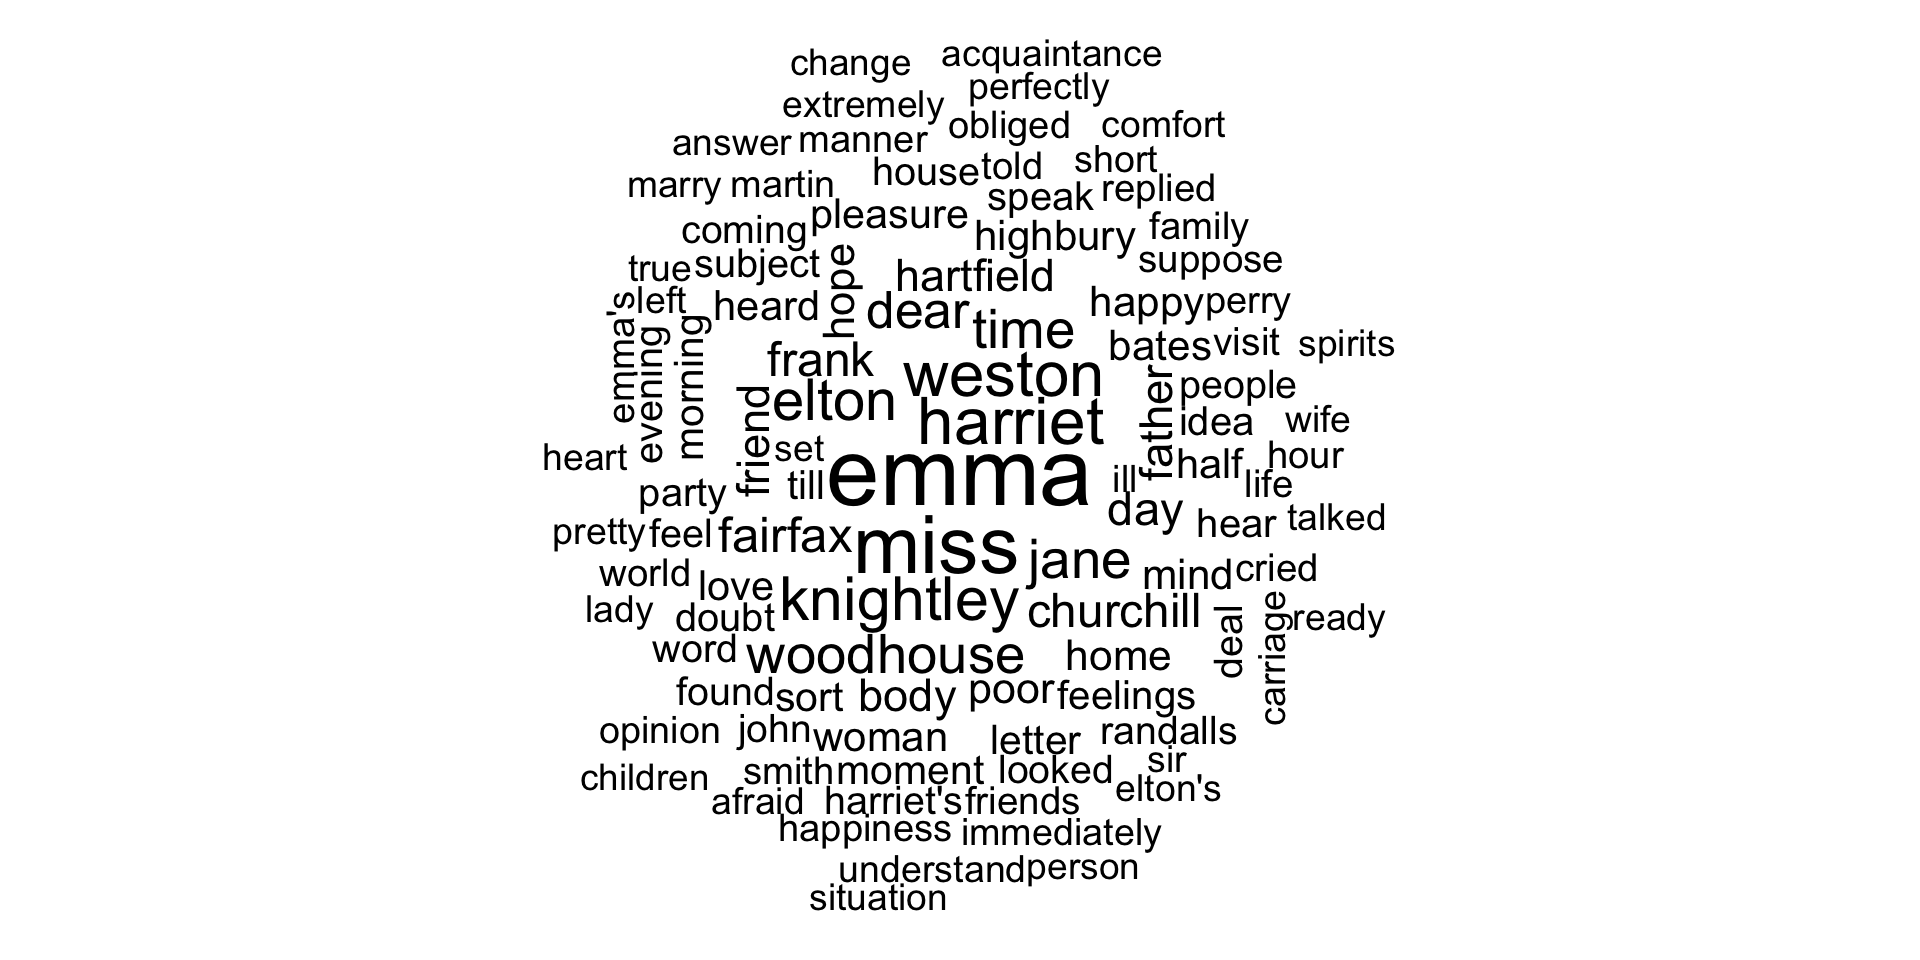 change acquaintance
perfectly
extremely
answer manner obliged comfort
house told short
marry martin speak replied
coming pleasure highbury family
true subject hope hartfield suppose
emma's left heard dear time happy perry
evening morning frank weston bates visit spirits
friend elton harriet father people
idea wife
heart set emma ill half hour
party till day life
pretty feel fairfax miss jane hear talked
world love knightley churchill mind cried
lady doubt deal carriage ready
word woodhouse home
found sort body poor feelings
opinion john woman letter randalls
children smith moment looked sir
afraid harriet's friends elton's
happiness immediately
understand person
situation